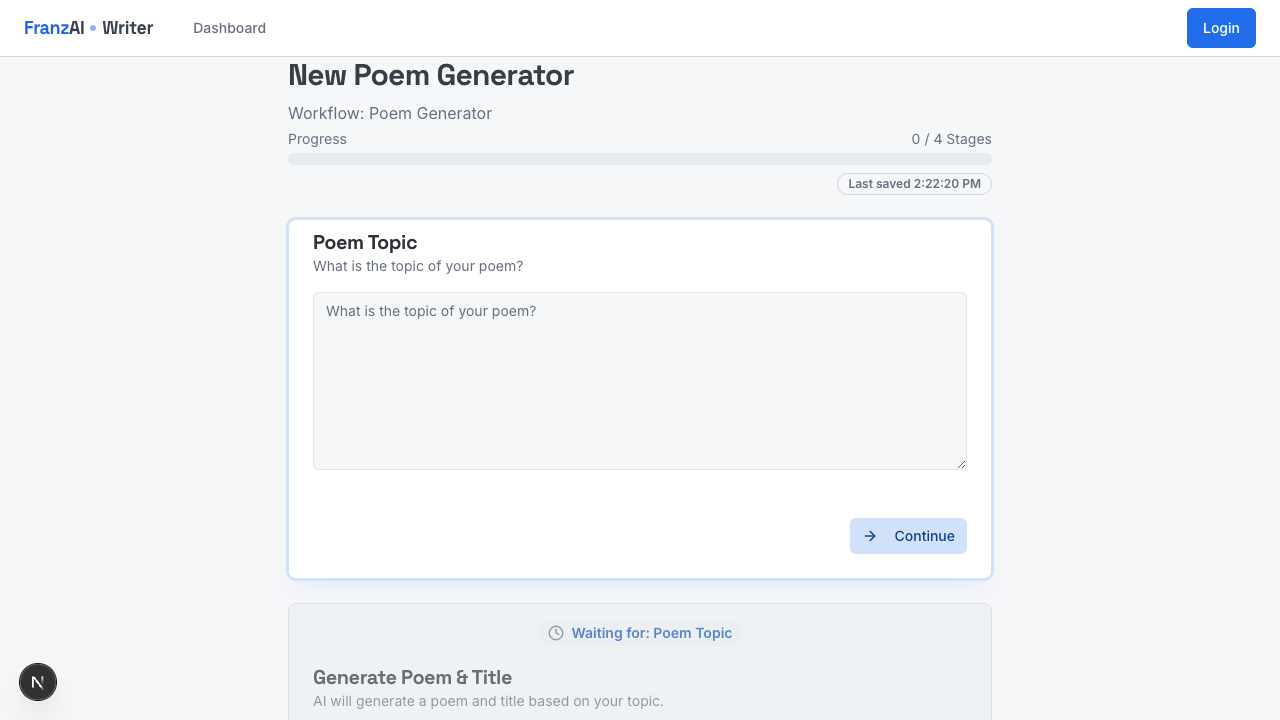 FranzAI • Writer
Dashboard
Login
New Poem Generator
Workflow: Poem Generator
Progress
0 / 4 Stages
Last saved 2:22:20 PM
Poem Topic
What is the topic of your poem?
What is the topic of your poem?
Continue
Waiting for: Poem Topic
Generate Poem & Title
AI will generate a poem and title based on your topic.
N